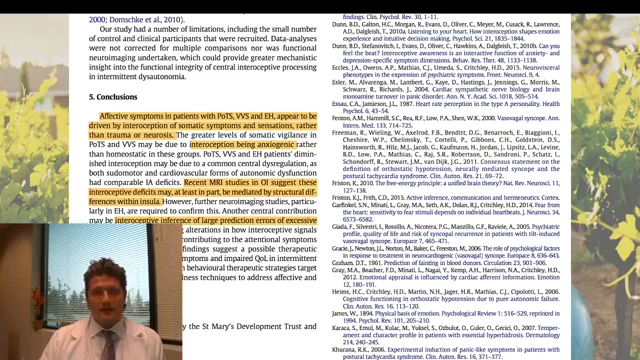 2000; Domschke et al., 2010).
Our study had a number of limitations, including the small number
of control and clinical participants that were recruited. Data-analyses
were not corrected for multiple comparisons nor was functional
neuroimaging undertaken, which could provide greater mechanistic
insight into the functional integrity of central interoceptive processing
in intermittent dysautonomia.
5. Conclusions
Affective symptoms in patients with PoTS, VVS and EH, appear to be
driven by interoception of somatic symptoms and sensations, rather
than trauma or neurosis. The greater levels of somatic vigilance in
PoTS and VVS may be due to interception being anxiogenic rather
than homeostatic in these groups. PoTS, VVS and EH patients' dimin-
ished interoception may be due to a common central dysregulation, as
both sudomotor and cardiovascular forms of autonomic dysfunction
had comparable IA deficits. Recent MRI studies in OI suggest these
interoceptive deficits may, at least in part, be mediated by structural dif-
ferences within insula. However, further neuroimaging studies, partic-
ularly in EH, are required to confirm this. Another central contribution
may be interoceptive inference of large prediction errors of excessive
g alterations in how interoceptive signals
contributing to the attentional symptoms
findings suggest a possible therapeutic
mptoms and impaired QoL in intermittent
n behavioural therapeutic strategies target
lness techniques to address affective and
y the St Mary's Development Trust and
findings. Clin. Psychol. Rev. 30, 1–11.
Dunn, B.D., Galton, H.C., Morgan, R., Evans, D., Oliver, C., Meyer, M., Cusack, R., Lawrence,
A.D., Dalgleish, T., 2010a. Listening to your heart. How interoception shapes emotion
experience and intuitive decision making. Psychol. Sci. 21, 1835–1844.
Dunn, B.D., Stefanovitch, I., Evans, D., Oliver, C., Hawkins, A., Dalgleish, T., 2010b. Can you
feel the beat? Interoceptive awareness is an interactive function of anxiety- and
depression-specific symptom dimensions. Behav. Res. Ther. 48, 1133–1138.
Eccles, J.A., Owens, A.P., Mathias, C.J., Umeda, S., Critchley, H.D., 2015. Neurovisceral
phenotypes in the expression of psychiatric symptoms. Front. Neurosci. 9, 4.
Esler, M., Alvarenga, M., Lambert, G., Kaye, D., Hastings, J., Jennings, G., Morris, M.,
Schwarz, R., Richards, J., 2004. Cardiac sympathetic nerve biology and brain
monoamine turnover in panic disorder. Ann. N. Y. Acad. Sci. 1018, 505–514.
Essau, C.A., Jamieson, J.L., 1987. Heart rate perception in the type A personality. Health
Psychol. 6, 43–54.
Fenton, A.M., Hammill, S.C., Rea, R.F., Low, P.A., Shen, W.K., 2000. Vasovagal syncope. Ann.
Intern. Med. 133, 714–725.
Freeman, R., Wieling, W., Axelrod, F.B., Benditt, D.G., Benarroch, E., Biaggioni, I.,
Cheshire, W.P., Chelimsky, T., Cortelli, P., Gibbons, C.H., Goldstein, D.S.,
Hainsworth, R., Hilz, M.J., Jacob, G., Kaufmann, H., Jordan, J., Lipsitz, L.A., Levine,
B.D., Low, P.A., Mathias, C., Raj, S.R., Robertson, D., Sandroni, P., Schatz, I.,
Schondorff, R., Stewart, J.M., van Dijk, J.G., 2011. Consensus statement on the
definition of orthostatic hypotension, neurally mediated syncope and the
postural tachycardia syndrome. Clin. Auton. Res. 21, 69–72.
Friston, K., 2010. The free-energy principle: a unified brain theory? Nat. Rev. Neurosci. 11,
127–138.
Friston, K.J., Frith, C.D., 2015. Active inference, communication and hermeneutics. Cortex.
Garfinkel, S.N., Minati, L., Gray, M.A., Seth, A.K., Dolan, R.J., Critchley, H.D., 2014. Fear from
the heart: sensitivity to fear stimuli depends on individual heartbeats. J. Neurosci. 34,
6573–6582.
Giada, F., Silvestri, I., Rossillo, A., Nicotera, P.G., Manzillo, G.F., Raviele, A., 2005. Psychiatric
profile, quality of life and risk of syncopal recurrence in patients with tilt-induced
vasovagal syncope. Europace 7, 465–471.
Gracie, J., Newton, J.L., Norton, M., Baker, C., Freeston, M., 2006. The role of psychological
factors in response to treatment in neurocardiogenic (vasovagal) syncope. Europace 8, 636–643.
Graham, D.T., 1961. Prediction of fainting in blood donors. Circulation 23, 901–906.
Gray, M.A., Beacher, F.D., Minati, L., Nagai, Y., Kemp, A.H., Harrison, N.A., Critchley, H.D.,
2012. Emotional appraisal is influenced by cardiac afferent information. Emotion
12, 180–191.
Heims, H.C., Critchley, H.D., Martin, N.H., Jager, H.R., Mathias, C.J., Cipolotti, L., 2006.
Cognitive functioning in orthostatic hypotension due to pure autonomic failure. Clin.
Auton. Res. 16, 113–120.
James, W., 1894. Physical basis of emotion. Psychological Review 1: 516–529, reprinted in
1994. Psychol. Rev. 101, 205–210.
Karaca, S., Emul, M., Kulac, M., Yuksel, S., Ozbulut, O., Guler, O., Gecici, O., 2007. Temper-
ament and character profile in patients with essential hyperhidrosis. Dermatology
214, 240–245.
Khurana, R.K., 2006. Experimental induction of panic-like symptoms in patients with
postural tachycardia syndrome. Clin. Auton. Res. 16, 371–377.